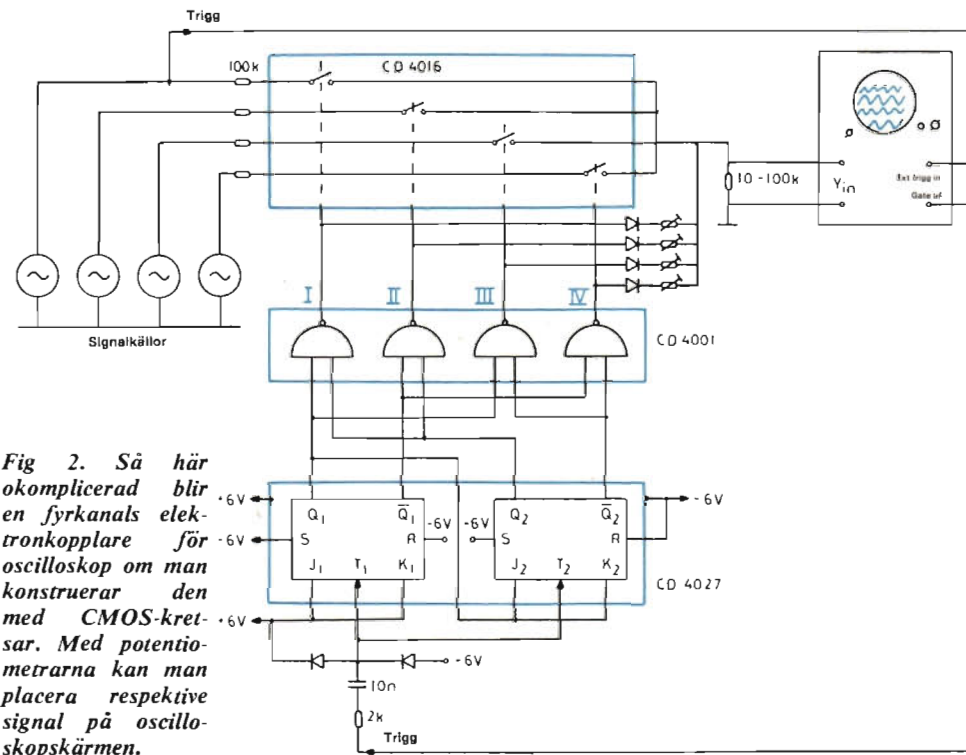 Trigg
100k
CD 4016
10-100k
Yin
Ext trigg in
Gate ut
Signalkällor
I II III IV
CD 4001
Fig 2. Så här
okomplicerad blir
en fyrkanals elek-
tronkopplare för
oscilloskop om man
konstruerar den
med CMOS-kret-
sar. Med potentio-
metrarna kan man
placera respektive
signal på oscillo-
skopskärmen.
+6V
-6V
Q1 Q̅1
S R
J1 T1 K1
-6V
-6V
Q2 Q̅2
S R
J2 T2 K2
-6V
CD 4027
+6V
-6V
10n
2k
Trigg